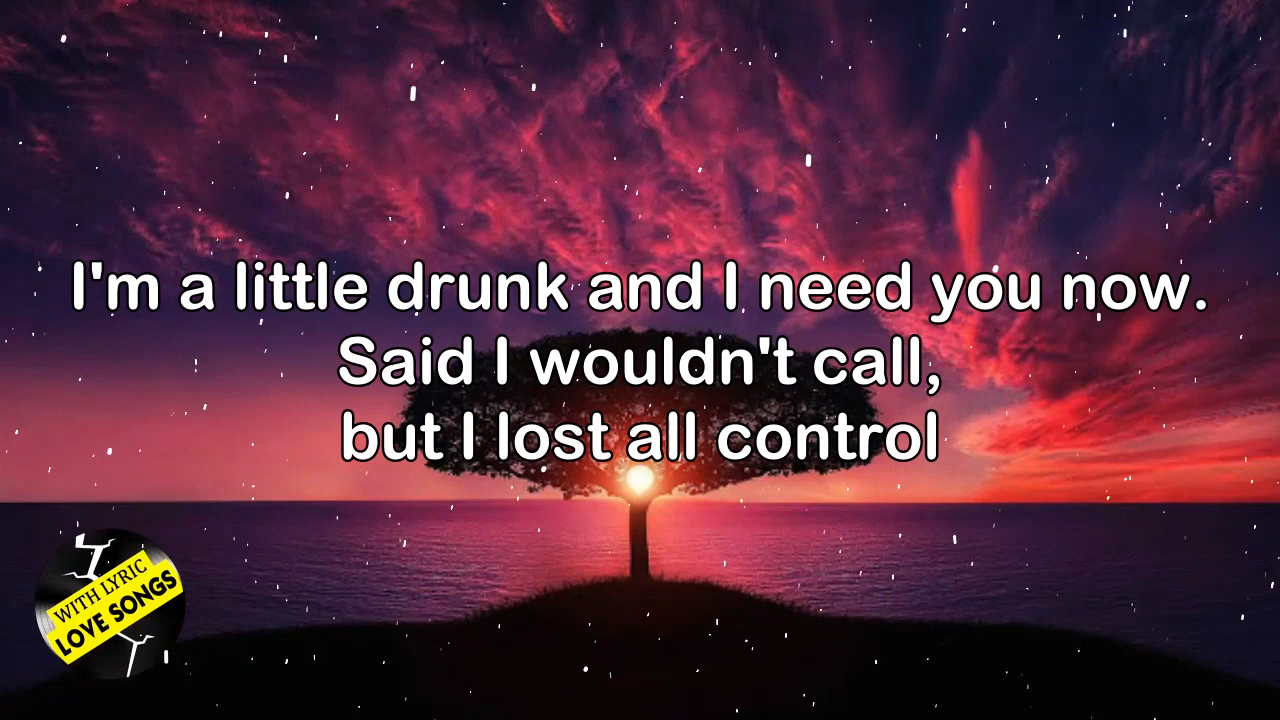 I'm a little drunk and I need you now.
Said I wouldn't call,
but I lost all control
WITH LYRIC
LOVE SONGS